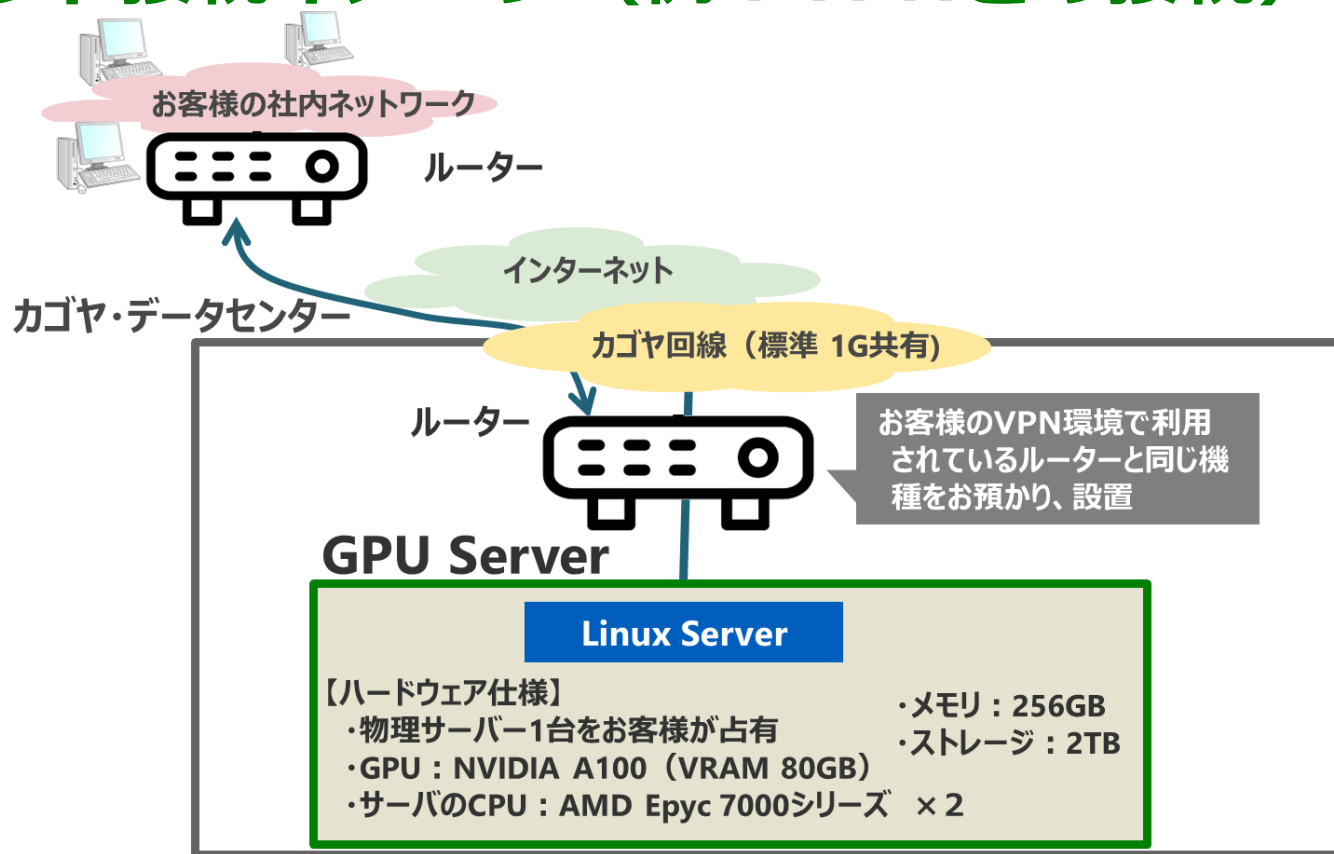 お客様の社内ネットワーク
ルーター
インターネット
カゴヤ・データセンター
カゴヤ回線（標準 1G共有)
ルーター
お客様のVPN環境で利用
されているルーターと同じ機
種をお預かり、設置
GPU Server
Linux Server
【ハードウェア仕様】
・物理サーバー1台をお客様が占有
・GPU：NVIDIA A100（VRAM 80GB）
・サーバのCPU：AMD Epyc 7000シリーズ ×２
・メモリ：256GB
・ストレージ：2TB